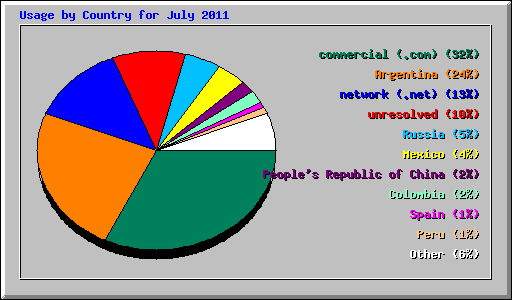 Usage by Country for July 2011
commercial (.com) (32%)
Argentina (24%)
network (.net) (13%)
unresolved (10%)
Russia (5%)
Mexico (4%)
People's Republic of China (2%)
Colombia (2%)
Spain (1%)
Peru (1%)
Other (6%)